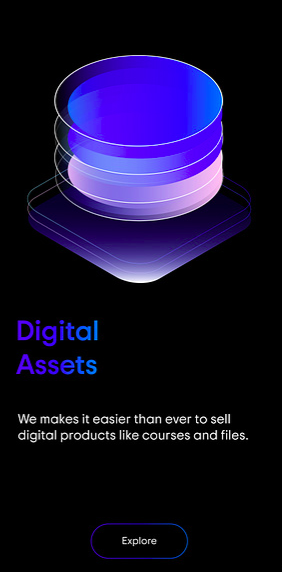 Digital
Assets
We makes it easier than ever to sell
digital products like courses and files.
Explore